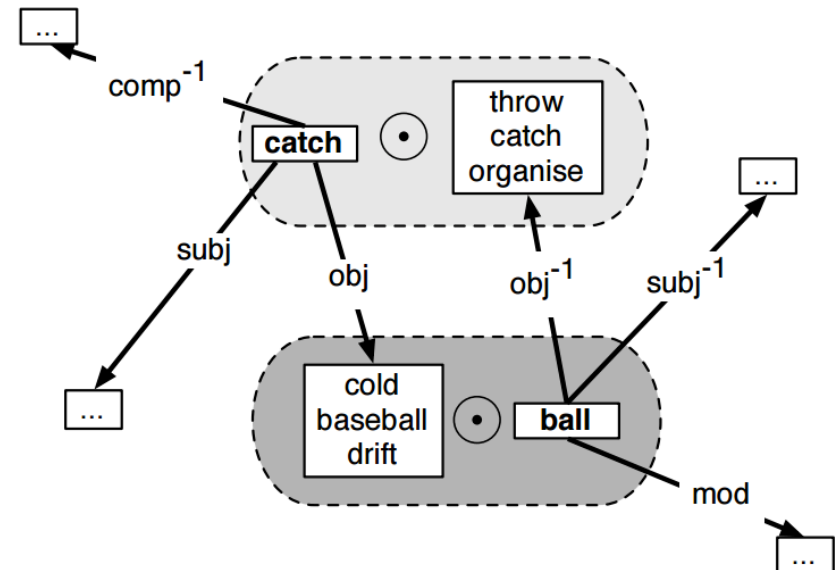 ...
comp⁻¹
catch
throw
catch
organise
...
subj
obj
obj⁻¹
subj⁻¹
...
cold
baseball
drift
ball
mod
...